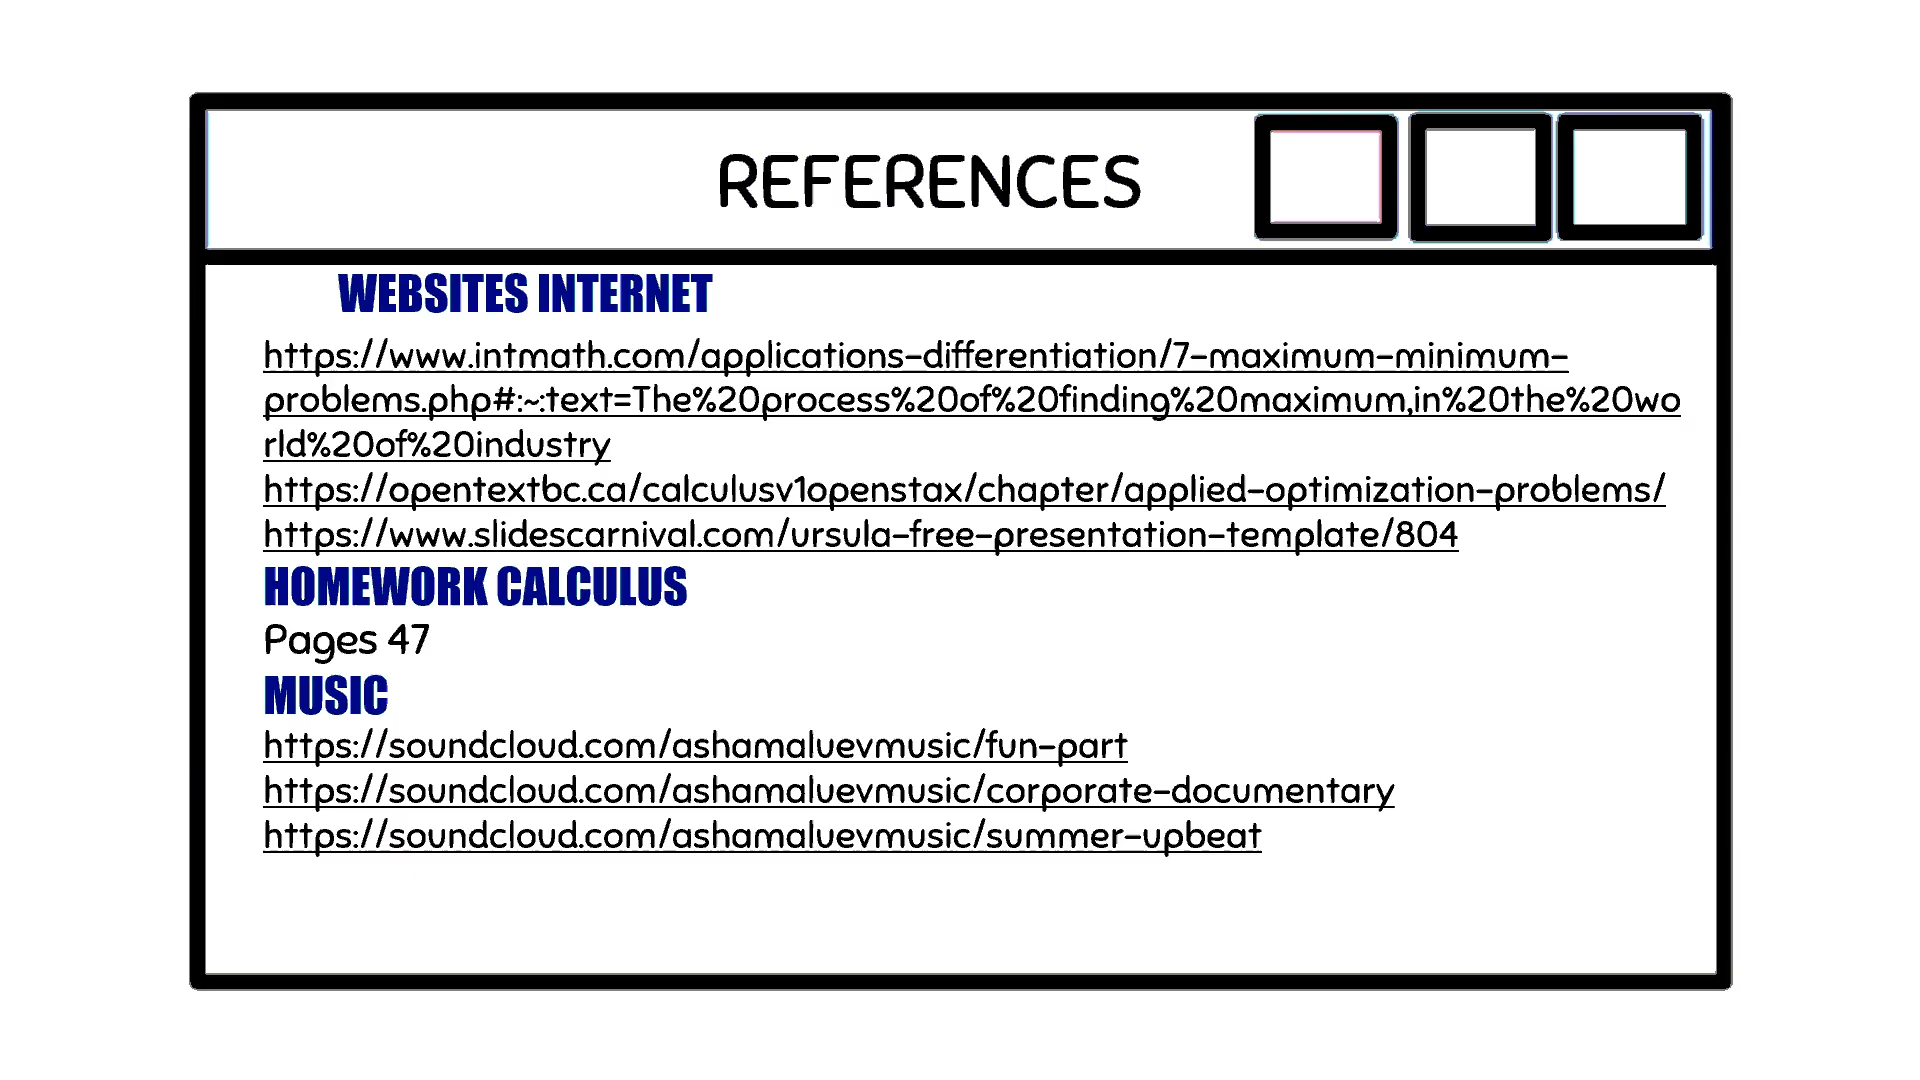 REFERENCES
WEBSITES INTERNET
https://www.intmath.com/applications-differentiation/7-maximum-minimum-
problems.php#:~:text=The%20process%20of%20finding%20maximum,in%20the%20wo
rld%20of%20industry
https://opentextbc.ca/calculusv1openstax/chapter/applied-optimization-problems/
https://www.slidescarnival.com/ursula-free-presentation-template/804
HOMEWORK CALCULUS
Pages 47
MUSIC
https://soundcloud.com/ashamaluevmusic/fun-part
https://soundcloud.com/ashamaluevmusic/corporate-documentary
https://soundcloud.com/ashamaluevmusic/summer-upbeat